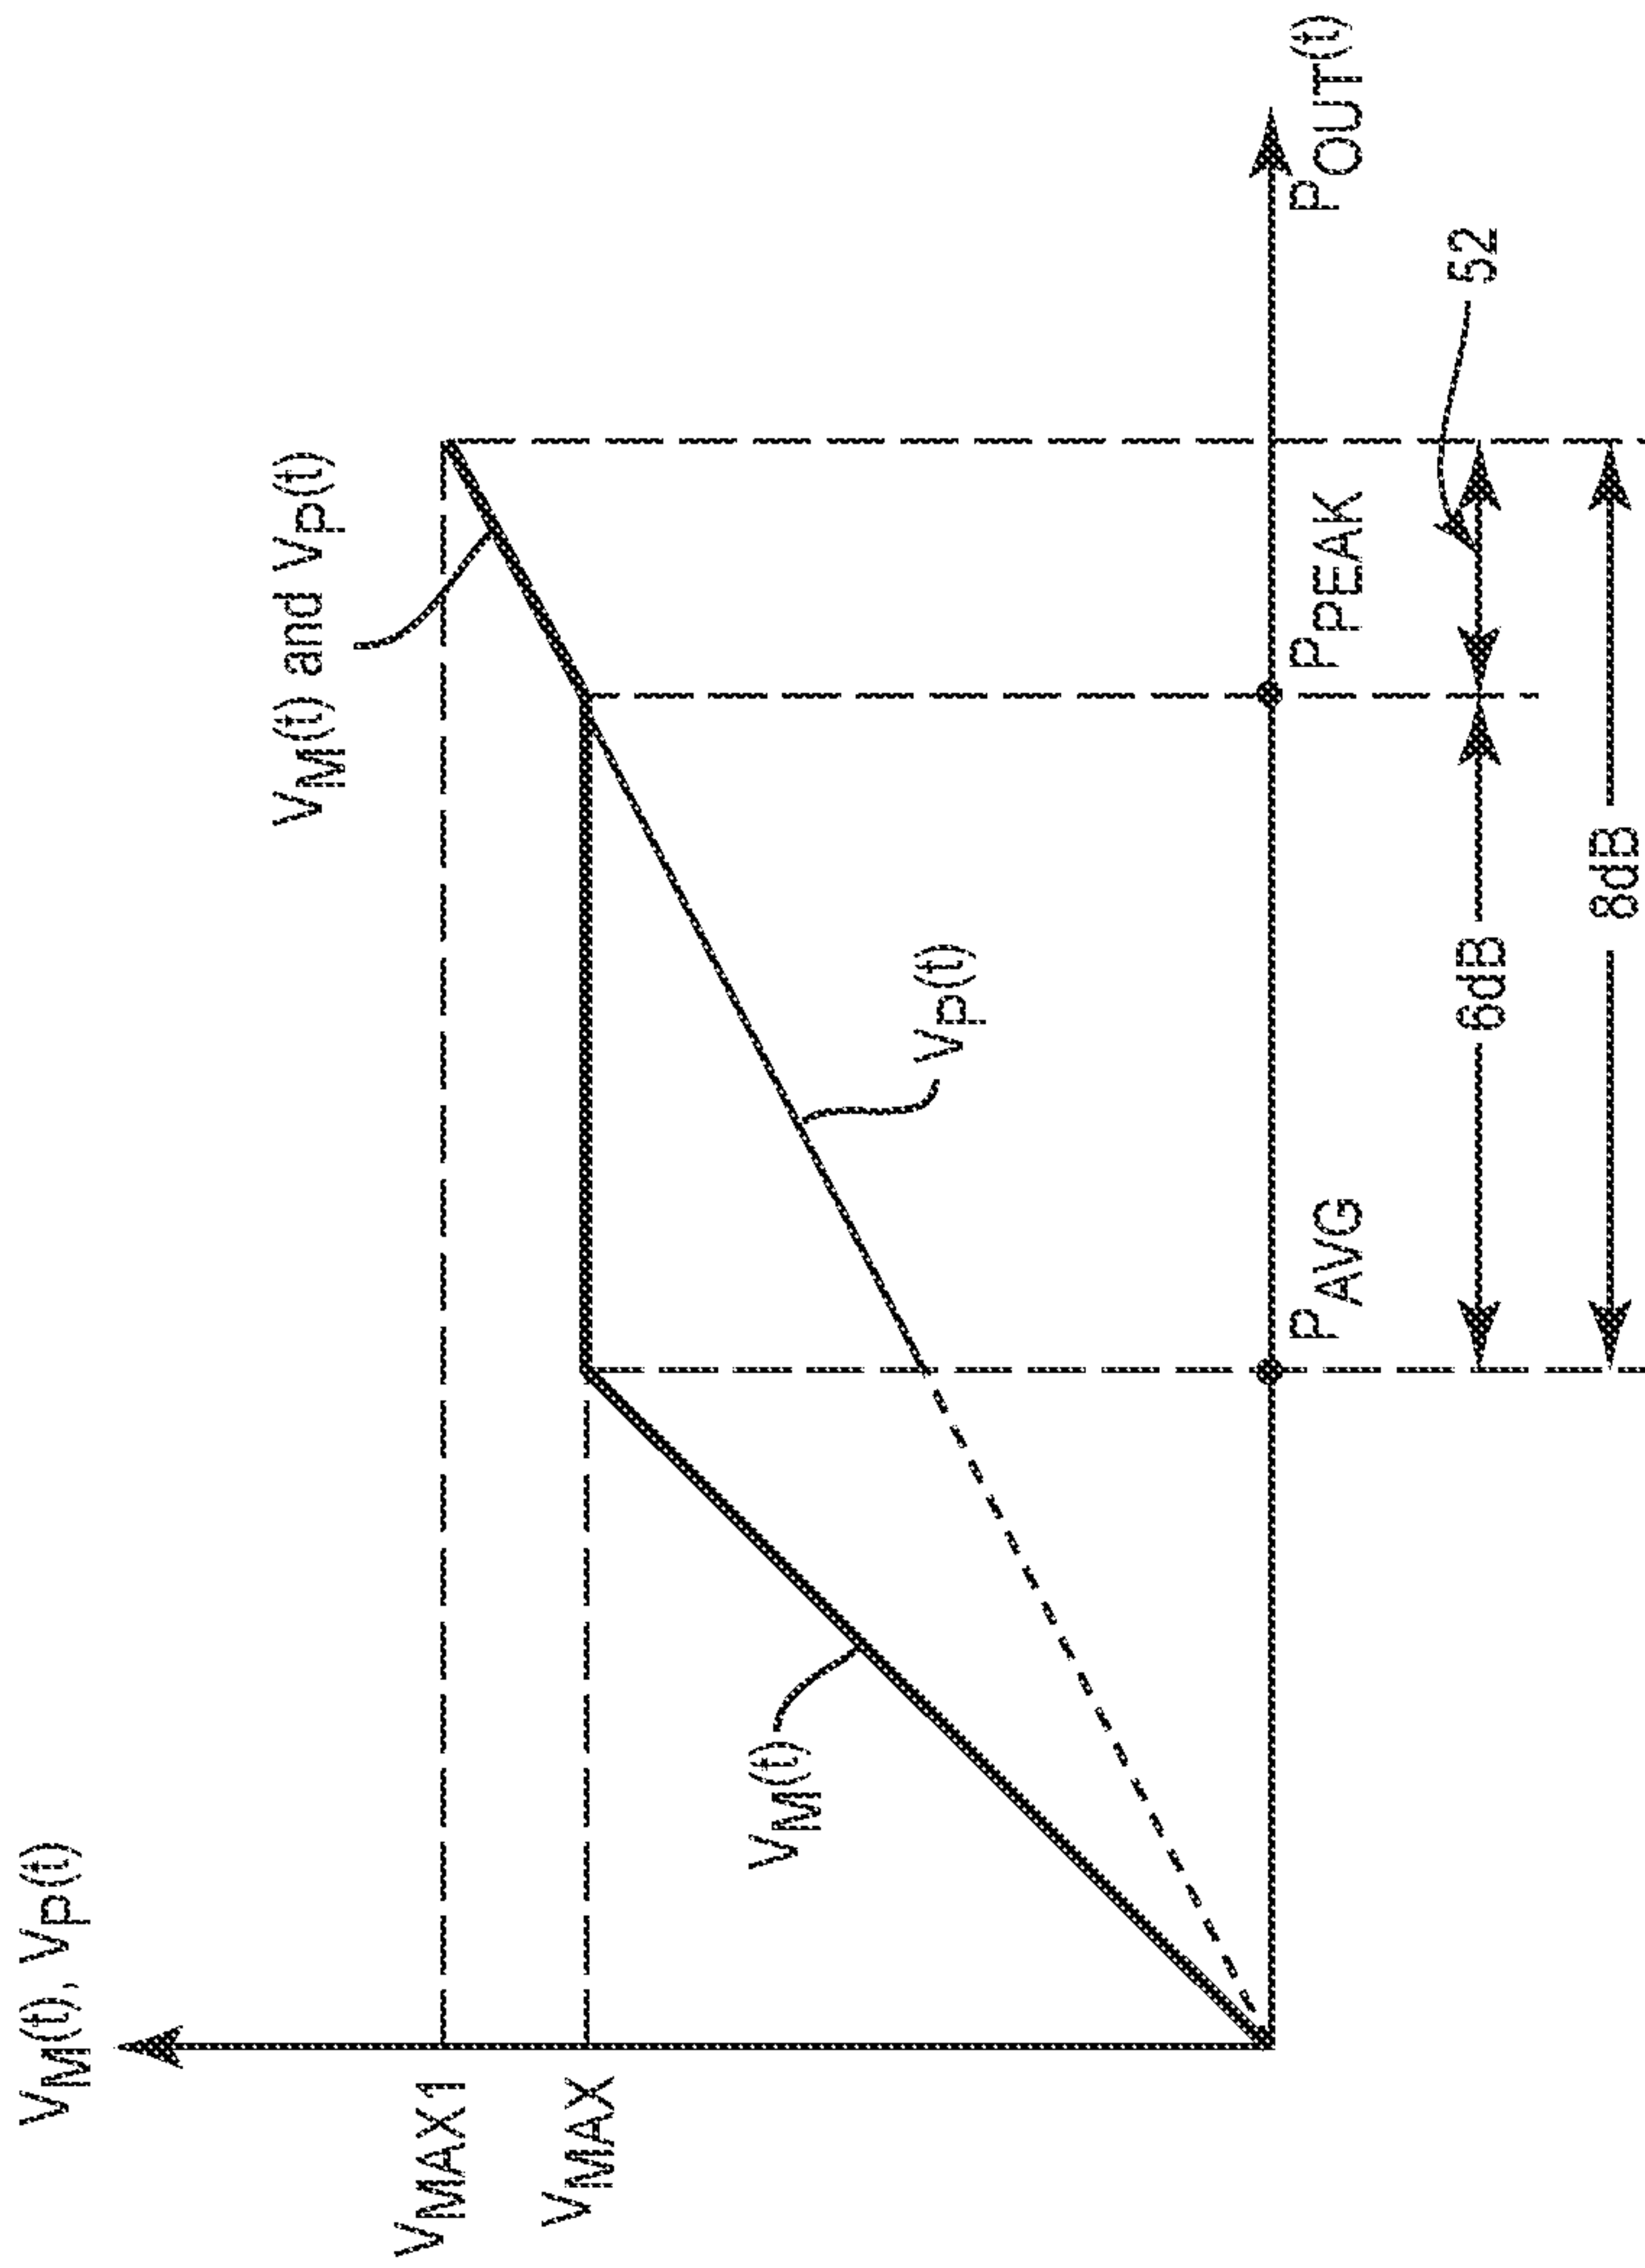 VM(t), VP(t)
VMAX1
VMAX
VM(t) and VP(t)
VM(t)
VP(t)
PAVG
PPEAK
POUT(t)
52
6dB
8dB